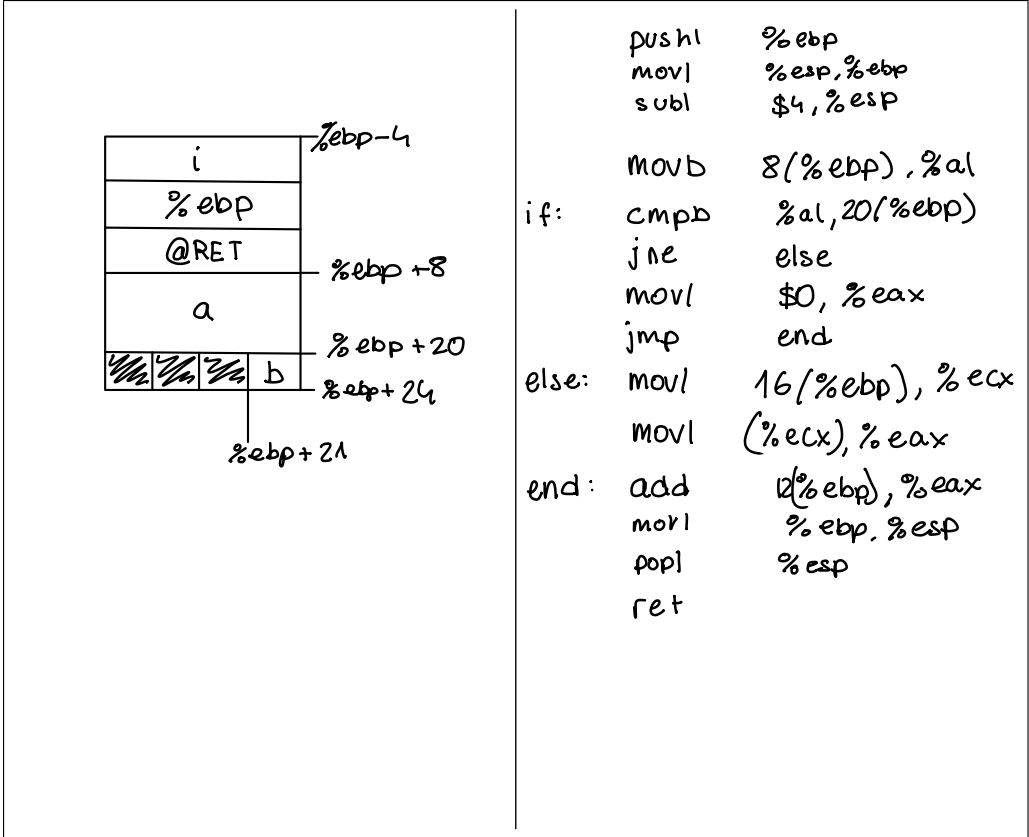 %ebp-4
i
%ebp
@RET
%ebp +8
a
%ebp +20
b
%ebp+24
%ebp+21
pushl %ebp
movl %esp, %ebp
subl $4, %esp
movb 8(%ebp), %al
if: cmpb %al, 20(%ebp)
jne else
movl $0, %eax
jmp end
else: movl 16(%ebp), %ecx
movl (%ecx), %eax
end: add 12(%ebp), %eax
movl %ebp, %esp
popl %esp
ret